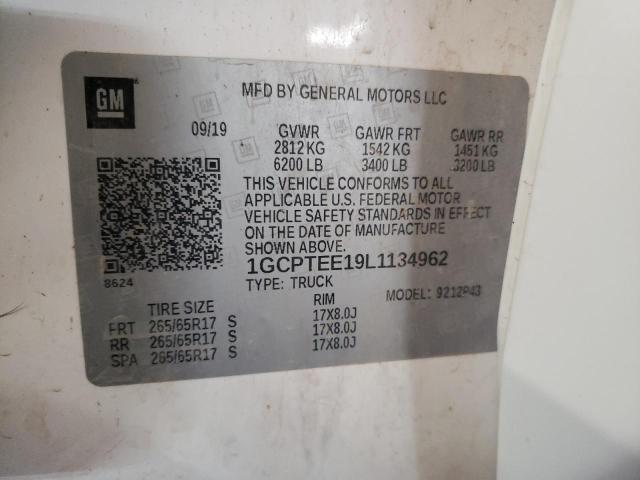 GM
MFD BY GENERAL MOTORS LLC
09/19 GVWR GAWR FRT GAWR RR
2812 KG 1542 KG 1451 KG
6200 LB 3400 LB 3200 LB
THIS VEHICLE CONFORMS TO ALL
APPLICABLE U.S. FEDERAL MOTOR
VEHICLE SAFETY STANDARDS IN EFFECT
ON THE DATE OF MANUFACTURE
SHOWN ABOVE.
8624
1GCPTEE19L1134962
TYPE: TRUCK
MODEL:
TIRE SIZE RIM
FRT 265/65R17 S 17X8.0J
RR 265/65R17 S 17X8.0J
SPA 265/65R17 S 17X8.0J